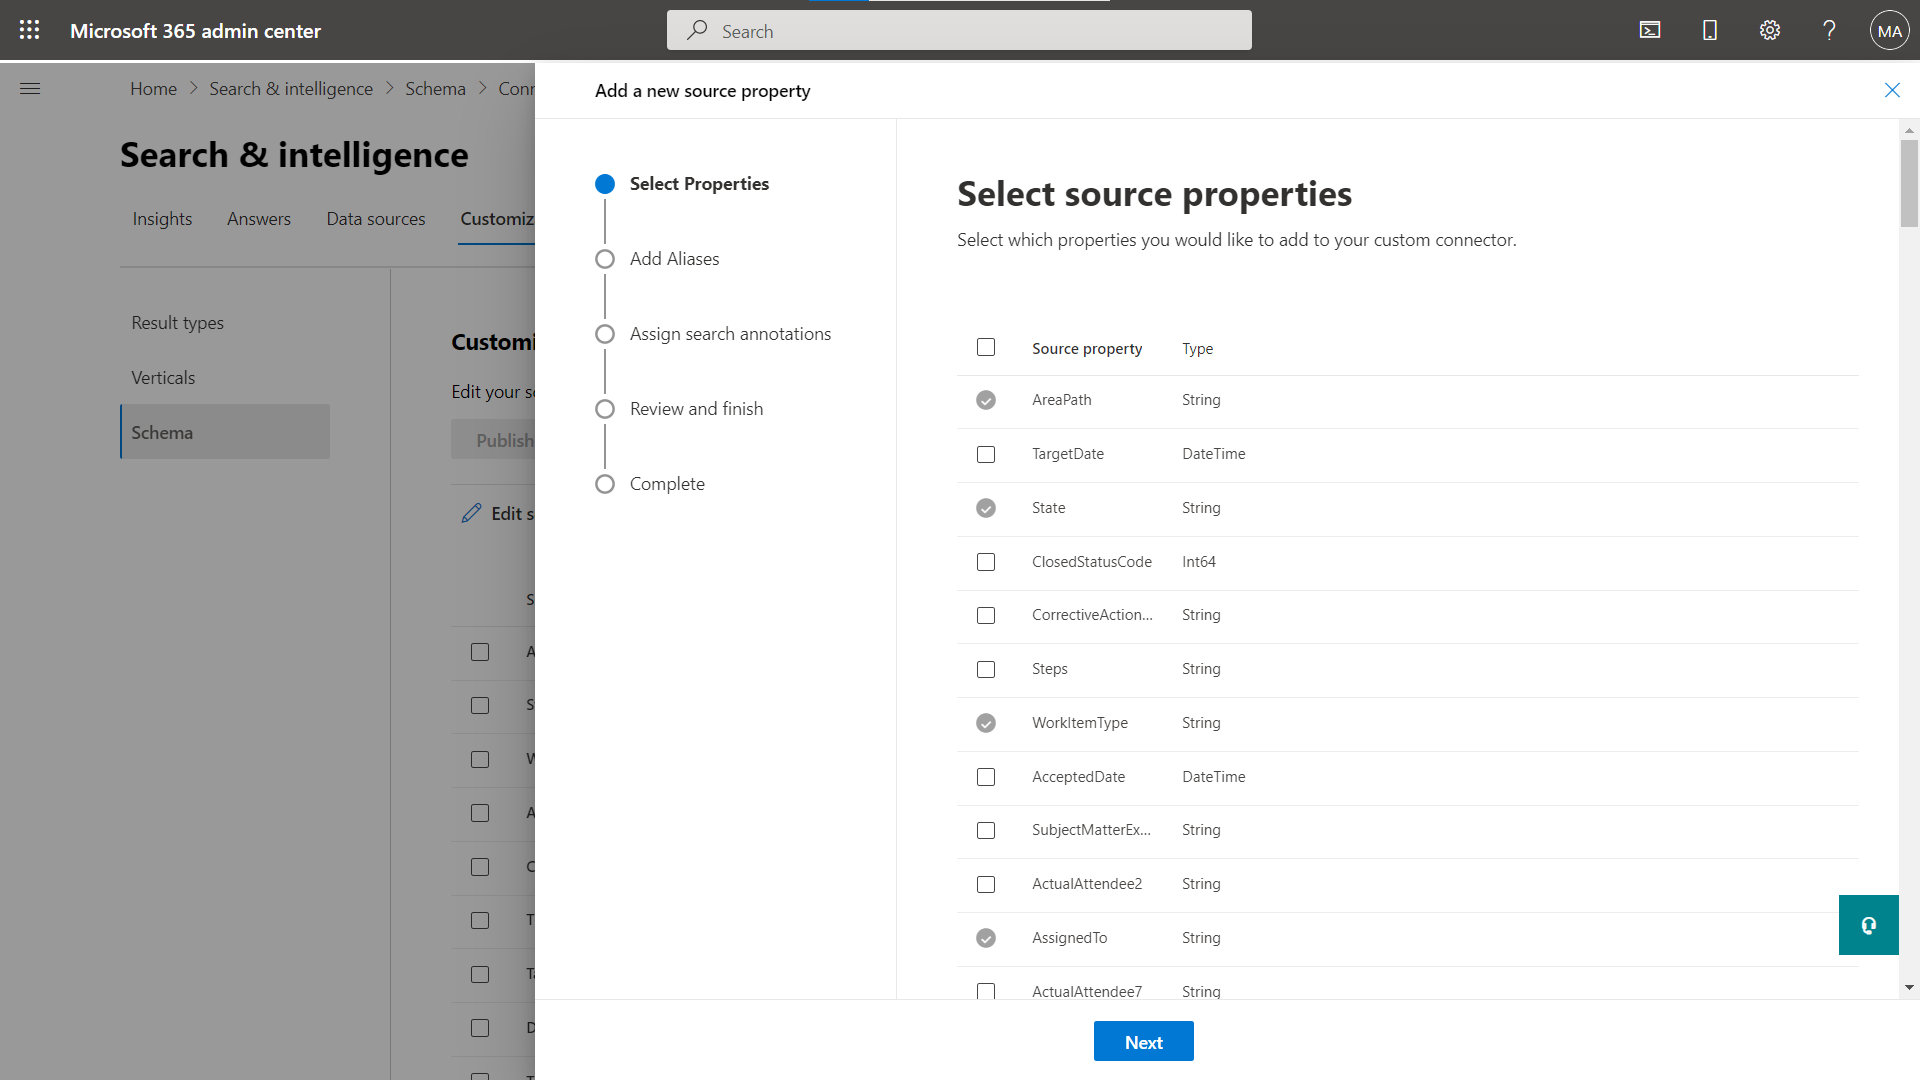 Microsoft 365 admin center
Search
MA
Home
Search & intelligence
Schema
Conn
Search & intelligence
Insights
Answers
Data sources
Customiz
Result types
Verticals
Schema
Customi
Edit your s
Publish
Edit s
S
A
S
W
A
C
T
Ta
D
Add a new source property
Select Properties
Add Aliases
Assign search annotations
Review and finish
Complete
Select source properties
Select which properties you would like to add to your custom connector.
Source property Type
AreaPath String
TargetDate DateTime
State String
ClosedStatusCode Int64
CorrectiveAction... String
Steps String
WorkItemType String
AcceptedDate DateTime
SubjectMatterEx... String
ActualAttendee2 String
AssignedTo String
ActualAttendee7 String
Next